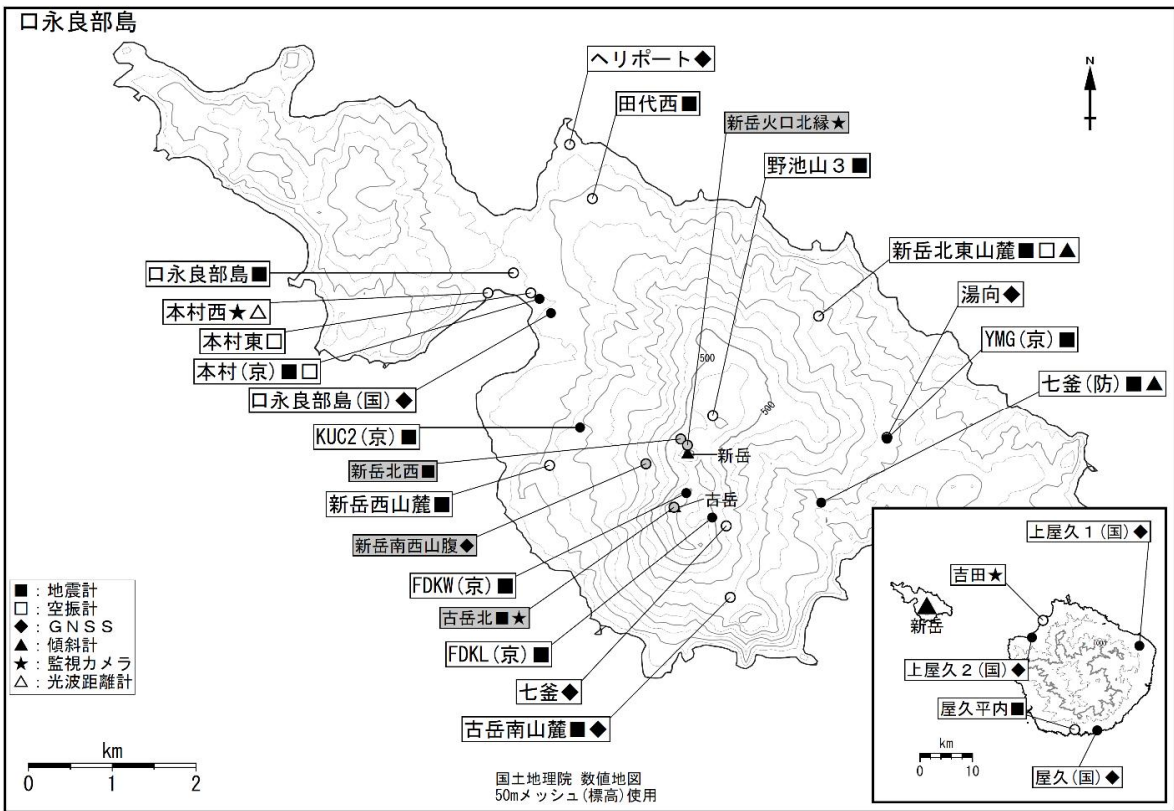 口永良部島
ヘリポート◆
田代西■
新岳火口北縁★
野池山3■
N
新岳北東山麓■□▲
湯向◆
YMG(京)■
七釜(防)■▲
口永良部島■
本村西★△
本村東□
本村(京)■□
口永良部島(国)◆
KUC2(京)■
新岳北西■
新岳西山麓■
新岳南西山腹◆
FDKW(京)■
古岳北■★
FDKL(京)■
七釜◆
古岳南山麓■◆
500
500
新岳
古岳
■:地震計
□:空振計
◆:GNSS
▲:傾斜計
★:監視カメラ
△:光波距離計
km
0 1 2
国土地理院 数値地図
50mメッシュ(標高)使用
上屋久1(国)◆
吉田★
新岳
上屋久2(国)◆
屋久平内■
km
0 10
屋久(国)◆